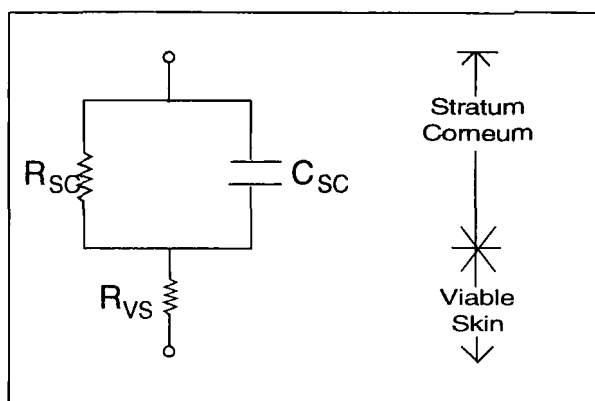 R_SC
C_SC
R_VS
Stratum
Corneum
Viable
Skin